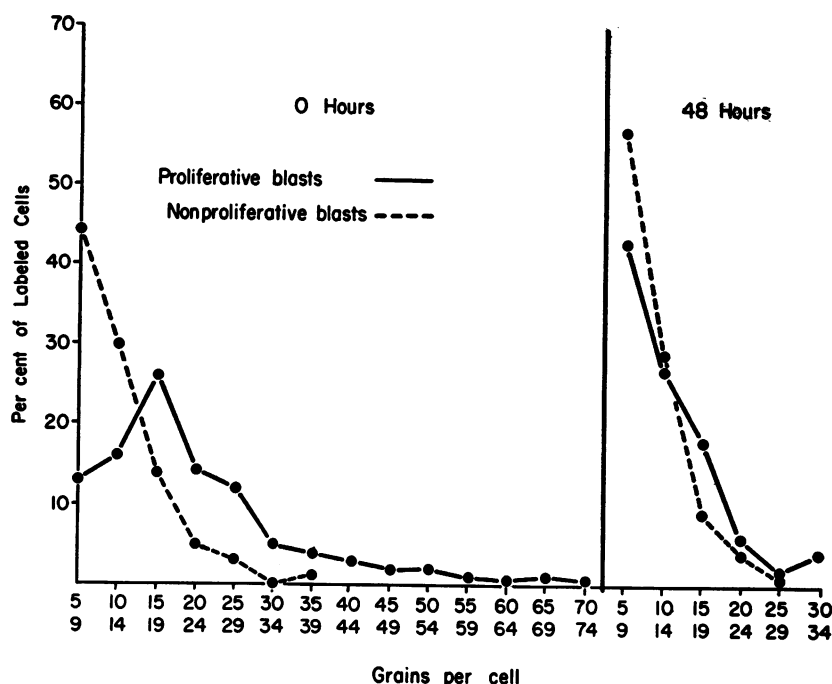 70
60
50
40
30
20
10
Per cent of Labeled Cells
0 Hours
48 Hours
Proliferative blasts
Nonproliferative blasts
5 10 15 20 25 30 35 40 45 50 55 60 65 70
9 14 19 24 29 34 39 44 49 54 59 64 69 74
5 10 15 20 25 30
9 14 19 24 29 34
Grains per cell